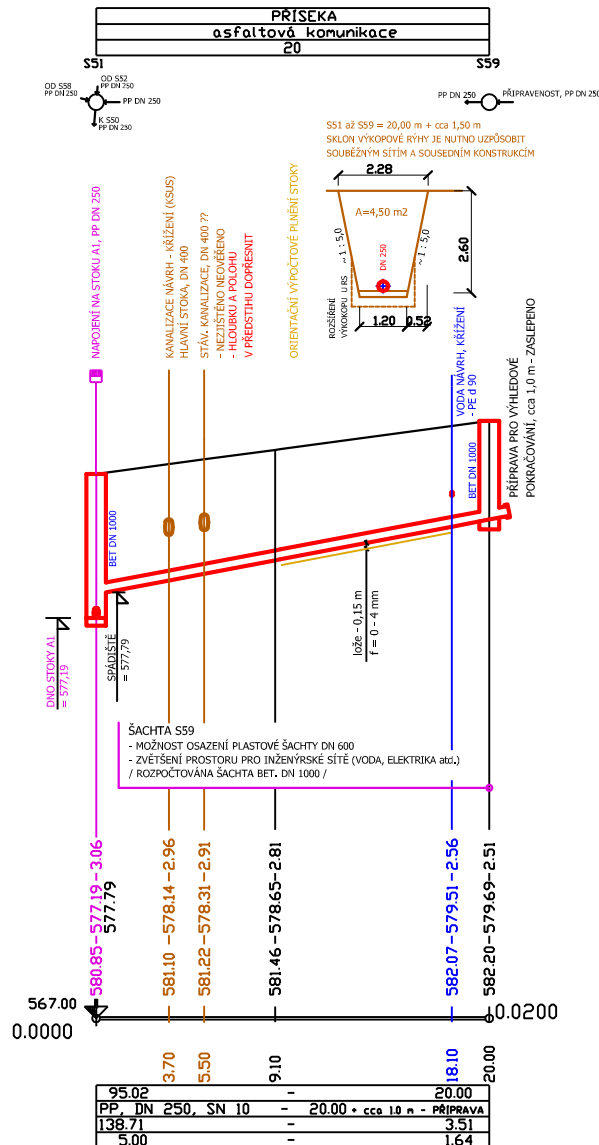 PŘÍSEKA
asfaltová komunikace
20
S51
S59
OD S58
PP DN 250
OD S52
PP DN 250
PP DN 250
K S50
PP DN 250
PP DN 250
PŘIPRAVENOST, PP DN 250
S51 až S59 = 20,00 m + cca 1,50 m
SKLON VÝKOPOVÉ RÝHY JE NUTNO UZPŮSOBIT
SOUBĚŽNÝM SÍTÍM A SOUSEDNÍM KONSTRUKCÍM
2.28
A=4,50 m2
2.60
~ 1 : 5,0
~ 1 : 5,0
DN 250
ROZŠÍŘENÍ
VÝKOKOPU U RS
1.20
0.52
NAPOJENÍ NA STOKU A1, PP DN 250
KANALIZACE NÁVRH - KŘÍŽENÍ (KSUS)
HLAVNÍ STOKA, DN 400
STÁV. KANALIZACE, DN 400 ??
- NEZJIŠTĚNO NEOVĚŘENO
- HLOUBKU A POLOHU
V PŘEDSTIHU DOPŘESNIT
ORIENTAČNÍ VÝPOČTOVÉ PLNĚNÍ STOKY
VODA NÁVRH, KŘÍŽENÍ
- PE d 90
BET DN 1000
PŘÍPRAVA PRO VÝHLEDOVÉ
POKRAČOVÁNÍ, cca 1,0 m - ZASLEPENO
BET DN 1000
DNO STOKY A1
= 577,19
SPÁDIŠTĚ
= 577,79
lože - 0,15 m
f = 0 - 4 mm
ŠACHTA S59
- MOŽNOST OSAZENÍ PLASTOVÉ ŠACHTY DN 600
- ZVĚTŠENÍ PROSTORU PRO INŽENÝRSKÉ SÍTĚ (VODA, ELEKTRIKA atd.)
/ ROZPOČTOVÁNA ŠACHTA BET. DN 1000 /
580.85-577.19-3.06
577.79
581.10 -578.14-2.96
581.22 -578.31-2.91
581.46 -578.65-2.81
582.07-579.51-2.56
582.20-579.69-2.51
567.00
0.0000
0.0200
3.70
5.50
9.10
18.10
20.00
95.02 - 20.00
PP, DN 250, SN 10 - 20.00 + cca 1.0 m - PŘÍPRAVA
138.71 - 3.51
5.00 - 1.64